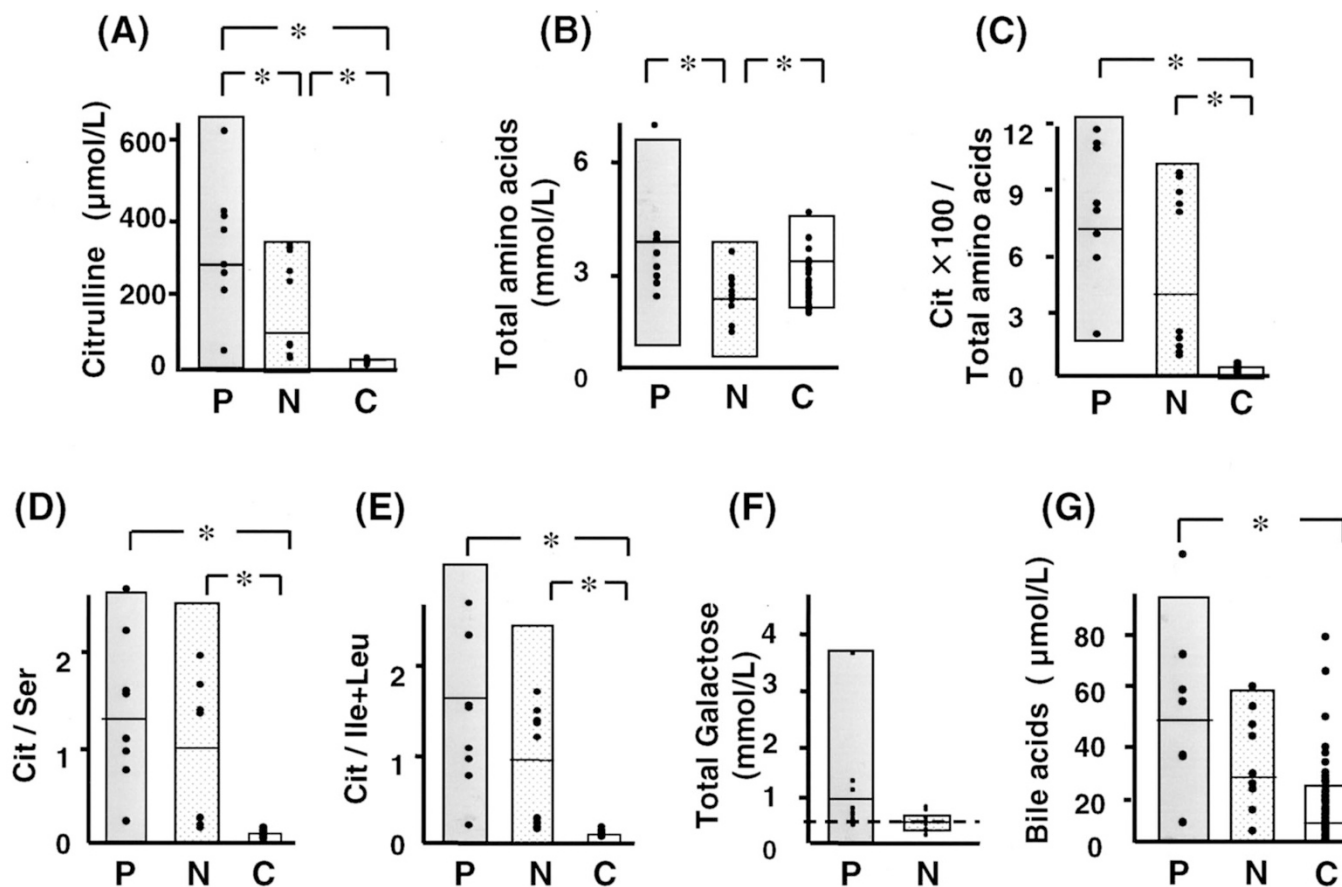 (A)
*
* *
Citrulline (μmol/L)
600
400
200
0
P N C
(B)
* *
Total amino acids
(mmol/L)
6
3
0
P N C
(C)
*
*
Cit ×100 /
Total amino acids
12
9
6
3
0
P N C
(D)
*
*
Cit / Ser
2
1
0
P N C
(E)
*
*
Cit / Ile+Leu
2
1
0
P N C
(F)
Total Galactose
(mmol/L)
4
3
2
1
0
P N
(G)
*
Bile acids ( μmol/L)
80
60
40
20
0
P N C